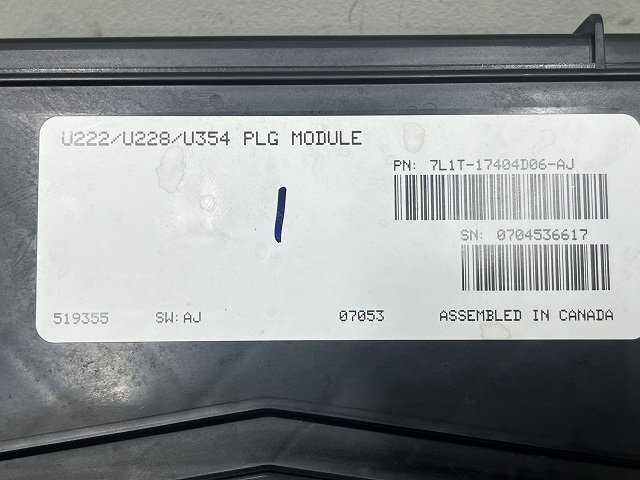 U222/U228/U354 PLG MODULE
PN: 7L1T-17404D06-AJ
SN: 0704536617
519355 SW:AJ 07053 ASSEMBLED IN CANADA